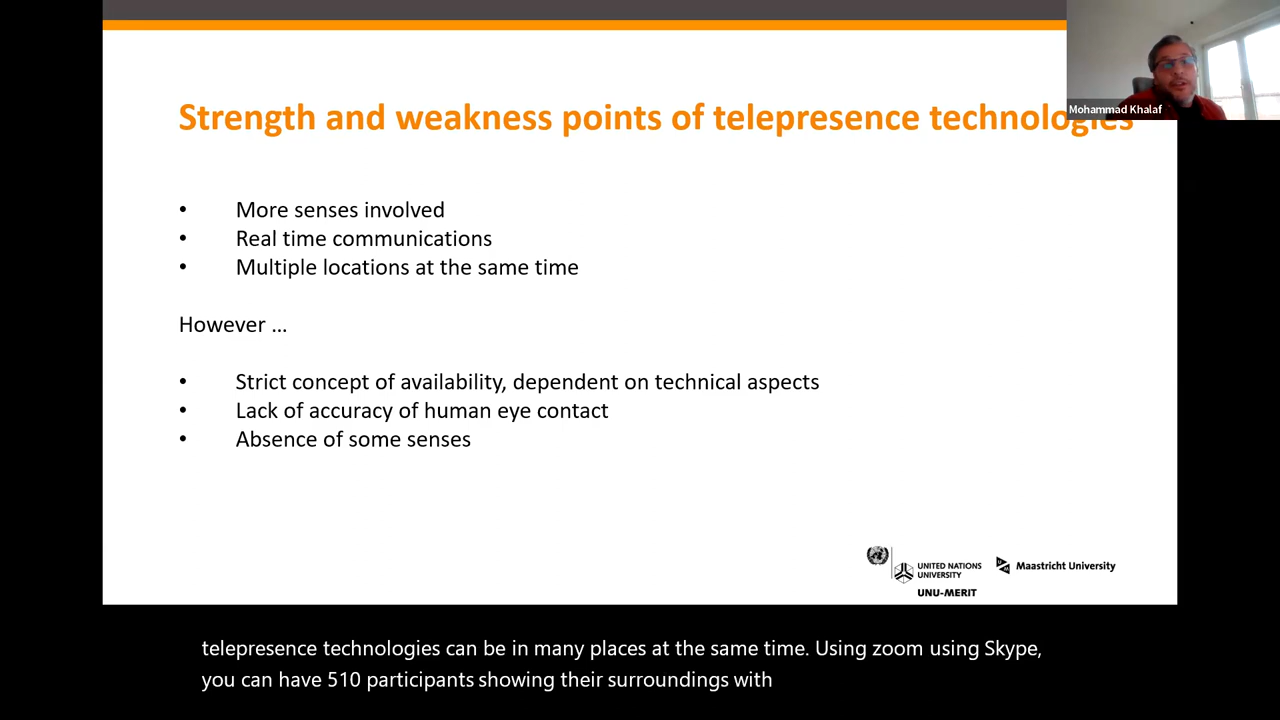 Strength and weakness points of telepresence technologies
Mohammad Khalaf
• More senses involved
• Real time communications
• Multiple locations at the same time
However ...
• Strict concept of availability, dependent on technical aspects
• Lack of accuracy of human eye contact
• Absence of some senses
UNITED NATIONS
UNIVERSITY
UNU-MERIT
Maastricht University
telepresence technologies can be in many places at the same time. Using zoom using Skype,
you can have 510 participants showing their surroundings with